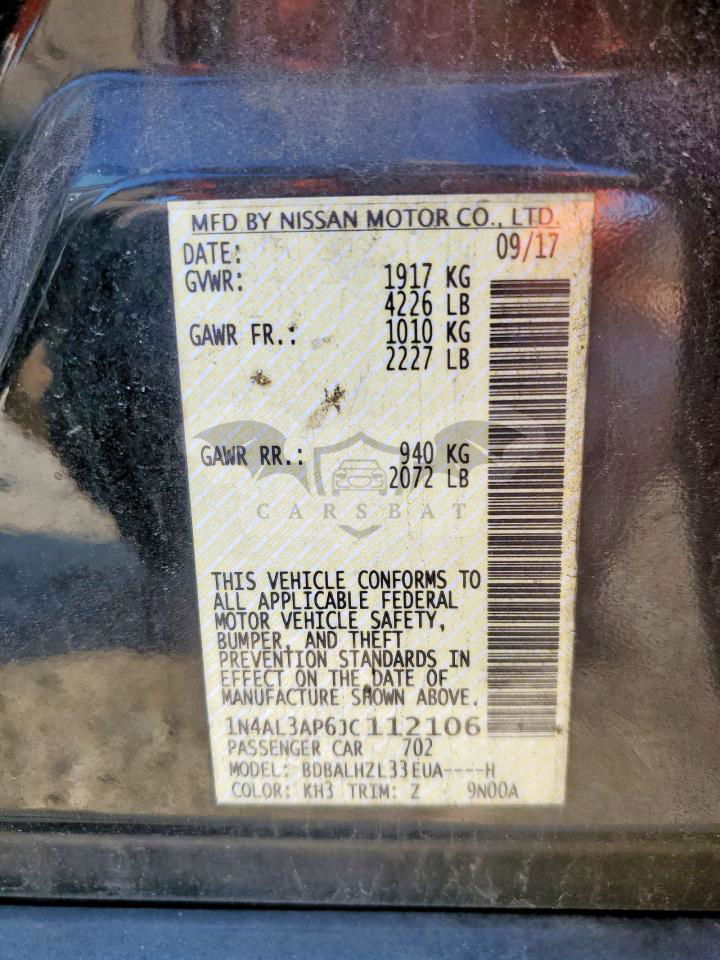 MFD BY NISSAN MOTOR CO., LTD.
DATE: 09/17
GVWR: 1917 KG
4226 LB
GAWR FR.: 1010 KG
2227 LB
GAWR RR.: 940 KG
2072 LB
CARSBAT
THIS VEHICLE CONFORMS TO
ALL APPLICABLE FEDERAL
MOTOR VEHICLE SAFETY,
BUMPER, AND THEFT
PREVENTION STANDARDS IN
EFFECT ON THE DATE OF
MANUFACTURE SHOWN ABOVE.
1N4AL3AP6JC112106
PASSENGER CAR 702
MODEL: BDBALHZL33EUA----H
COLOR: KH3 TRIM: Z 9N00A